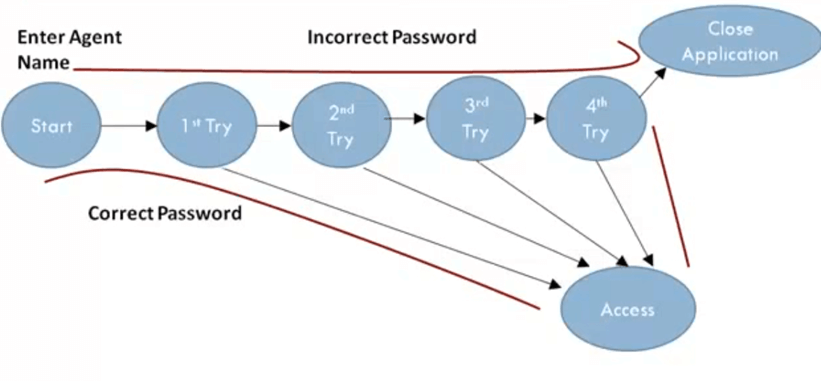 Enter Agent
Name
Incorrect Password
Close
Application
Start
1st Try
2nd
Try
3rd
Try
4th
Try
Correct Password
Access